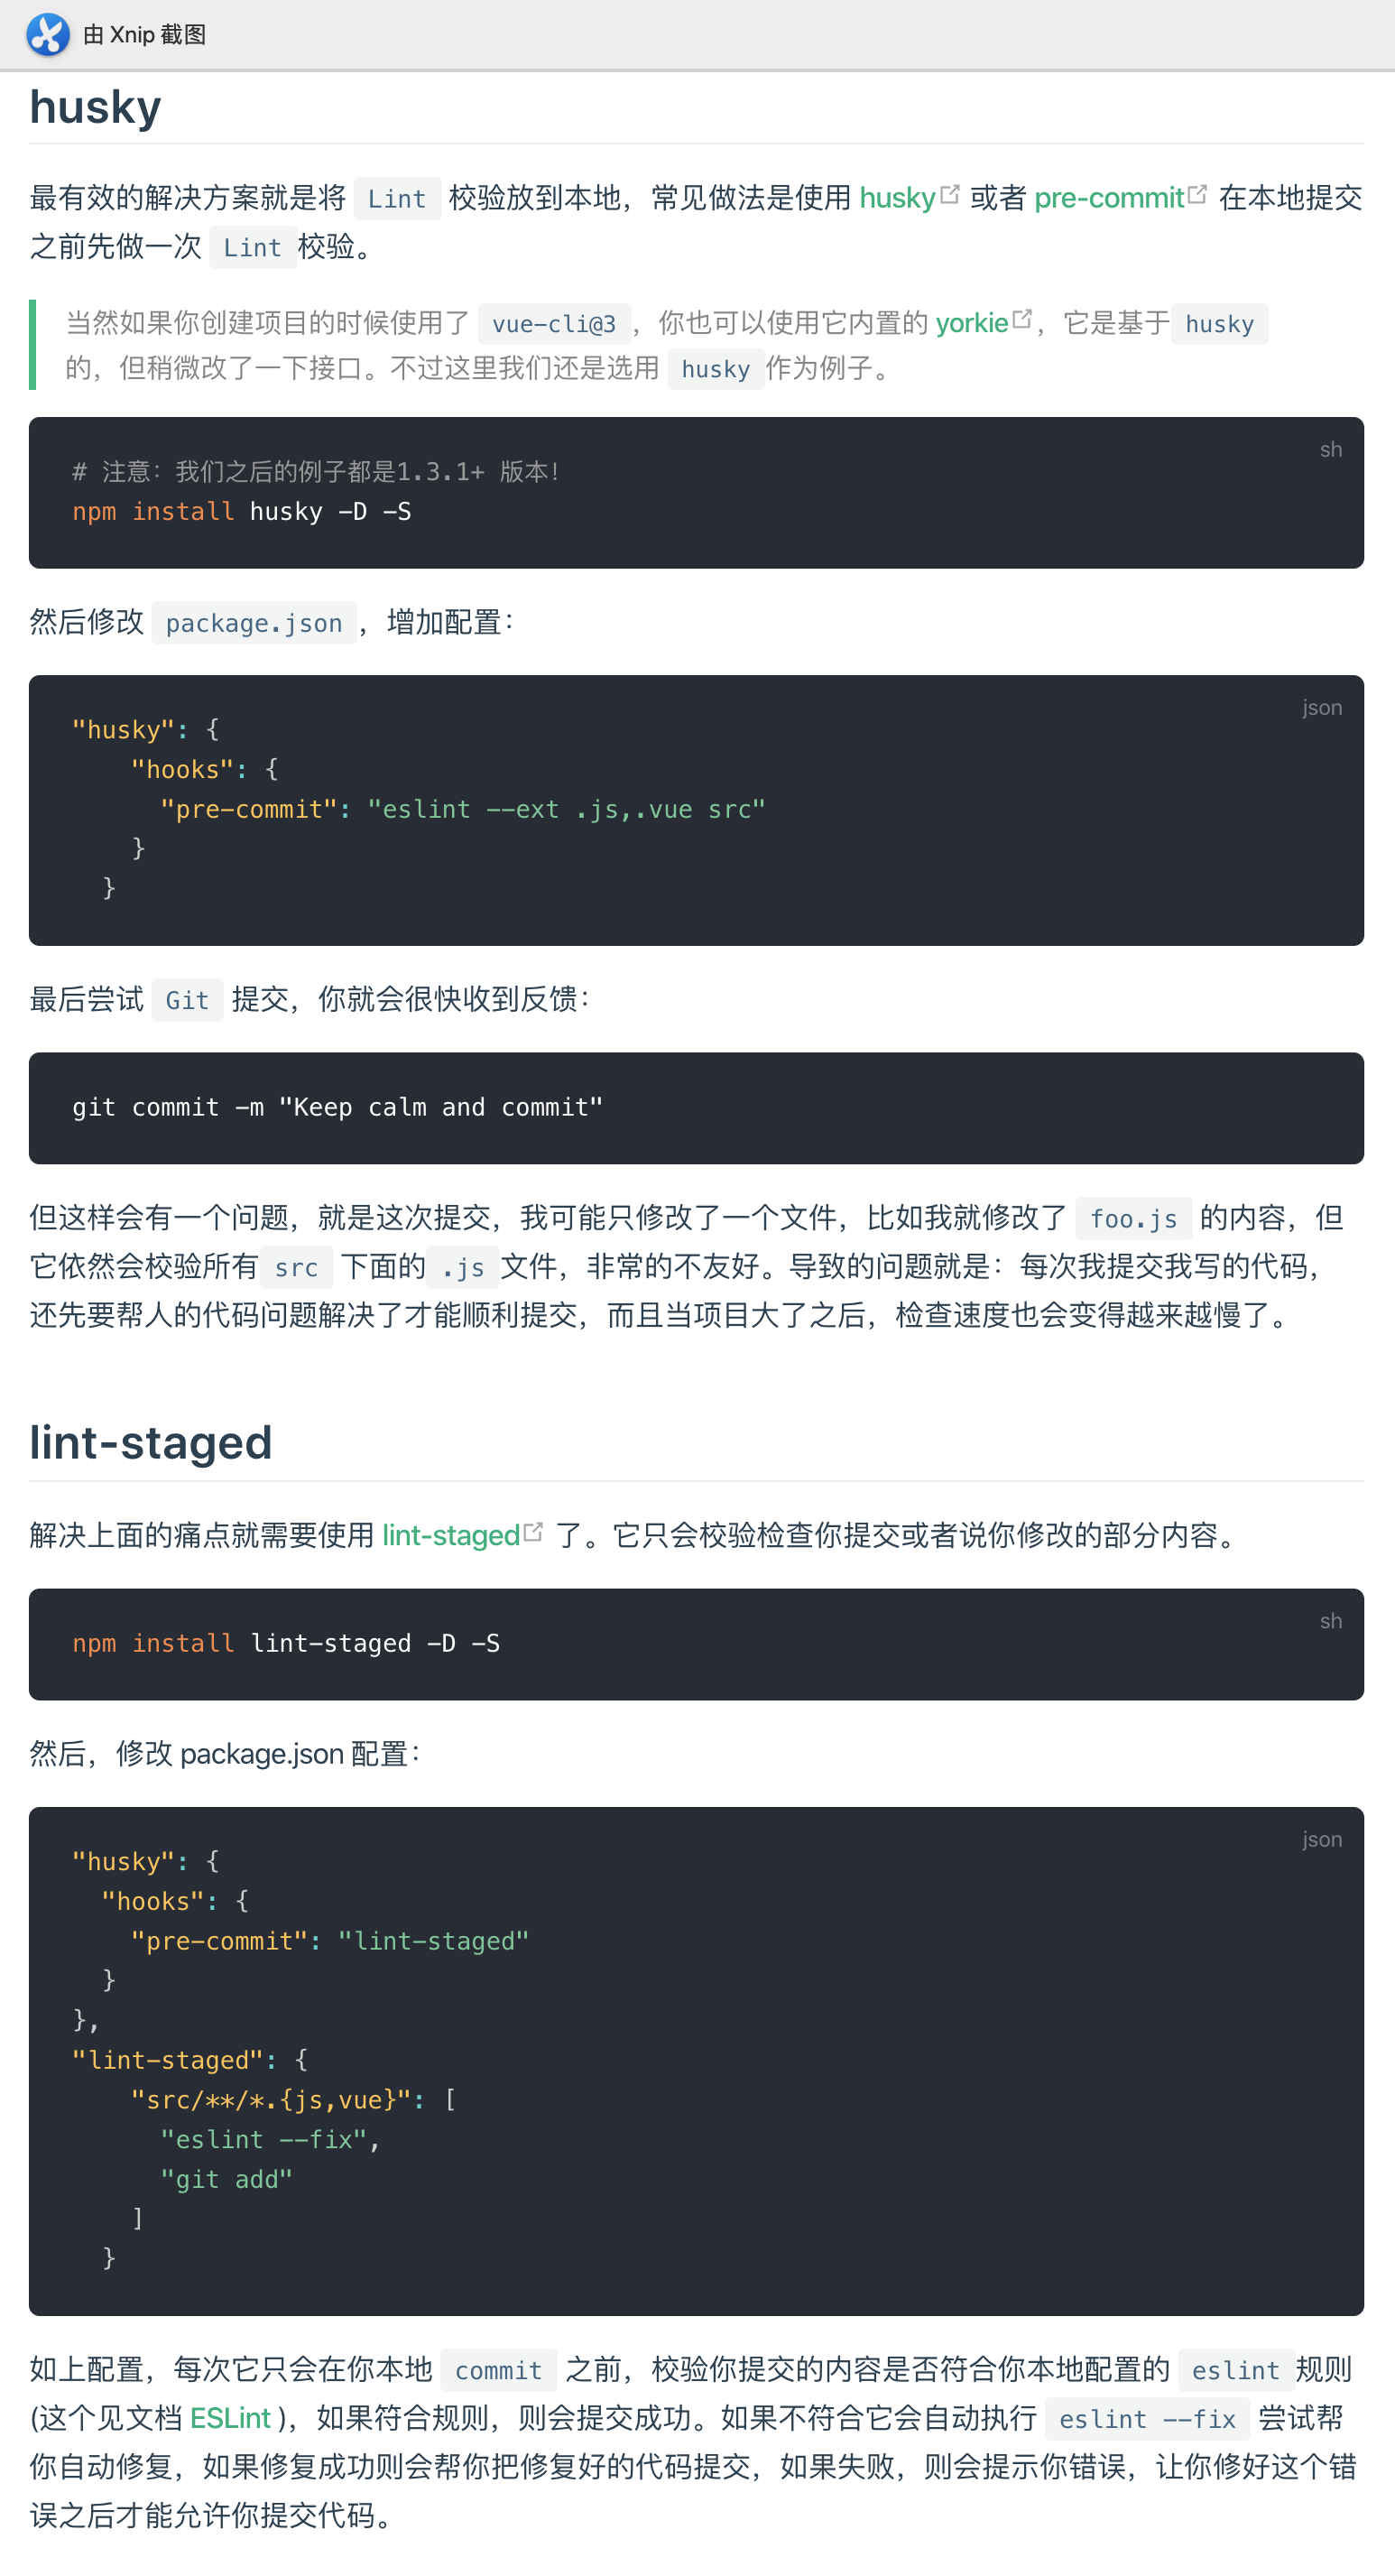 由 Xnip 截图
husky
最有效的解决方案就是将 Lint 校验放到本地，常见做法是使用 husky 或者 pre-commit 在本地提交
之前先做一次 Lint 校验。
当然如果你创建项目的时候使用了 vue-cli@3 ，你也可以使用它内置的 yorkie ，它是基于 husky
的，但稍微改了一下接口。不过这里我们还是选用 husky 作为例子。
sh
# 注意：我们之后的例子都是1.3.1+ 版本！
npm install husky -D -S
然后修改 package.json ，增加配置：
json
"husky": {
    "hooks": {
      "pre-commit": "eslint --ext .js,.vue src"
    }
  }
最后尝试 Git 提交，你就会很快收到反馈：
git commit -m "Keep calm and commit"
但这样会有一个问题，就是这次提交，我可能只修改了一个文件，比如我就修改了 foo.js 的内容，但
它依然会校验所有 src 下面的 .js 文件，非常的不友好。导致的问题就是：每次我提交我写的代码，
还先要帮人的代码问题解决了才能顺利提交，而且当项目大了之后，检查速度也会变得越来越慢了。
lint-staged
解决上面的痛点就需要使用 lint-staged 了。它只会校验检查你提交或者说你修改的部分内容。
sh
npm install lint-staged -D -S
然后，修改 package.json 配置：
json
"husky": {
  "hooks": {
    "pre-commit": "lint-staged"
  }
},
"lint-staged": {
    "src/**/*.{js,vue}": [
      "eslint --fix",
      "git add"
    ]
  }
如上配置，每次它只会在你本地 commit 之前，校验你提交的内容是否符合你本地配置的 eslint 规则
(这个见文档 ESLint )，如果符合规则，则会提交成功。如果不符合它会自动执行 eslint --fix 尝试帮
你自动修复，如果修复成功则会帮你把修复好的代码提交，如果失败，则会提示你错误，让你修好这个错
误之后才能允许你提交代码。